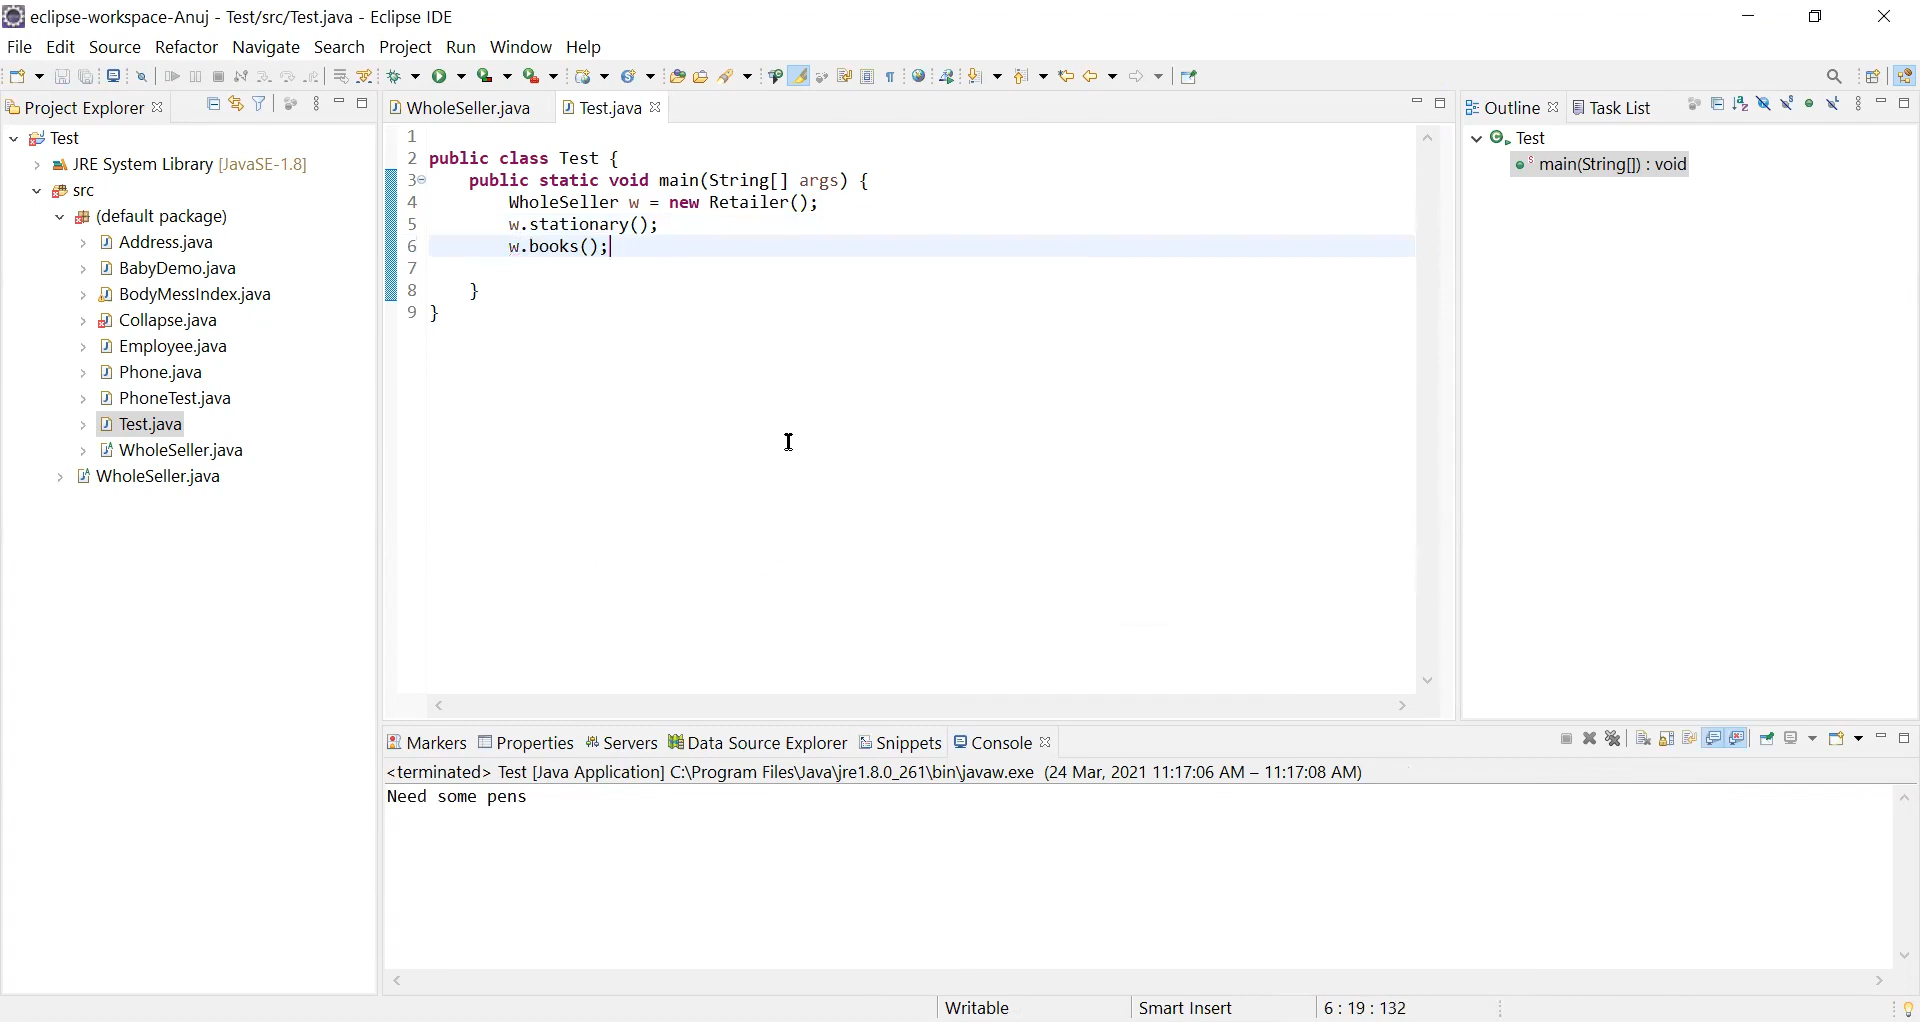 eclipse-workspace-Anuj - Test/src/Test.java - Eclipse IDE
File Edit Source Refactor Navigate Search Project Run Window Help
Project Explorer
Test
JRE System Library [JavaSE-1.8]
src
(default package)
Address.java
BabyDemo.java
BodyMessIndex.java
Collapse.java
Employee.java
Phone.java
PhoneTest.java
Test.java
WholeSeller.java
WholeSeller.java
WholeSeller.java Test.java
1
2 public class Test {
3 public static void main(String[] args) {
4 WholeSeller w = new Retailer();
5 w.stationary();
6 w.books();
7
8 }
9 }
Outline Task List
Test
main(String[]) : void
Markers Properties Servers Data Source Explorer Snippets Console
<terminated> Test [Java Application] C:\Program Files\Java\jre1.8.0_261\bin\javaw.exe (24 Mar, 2021 11:17:06 AM – 11:17:08 AM)
Need some pens
Writable Smart Insert 6 : 19 : 132